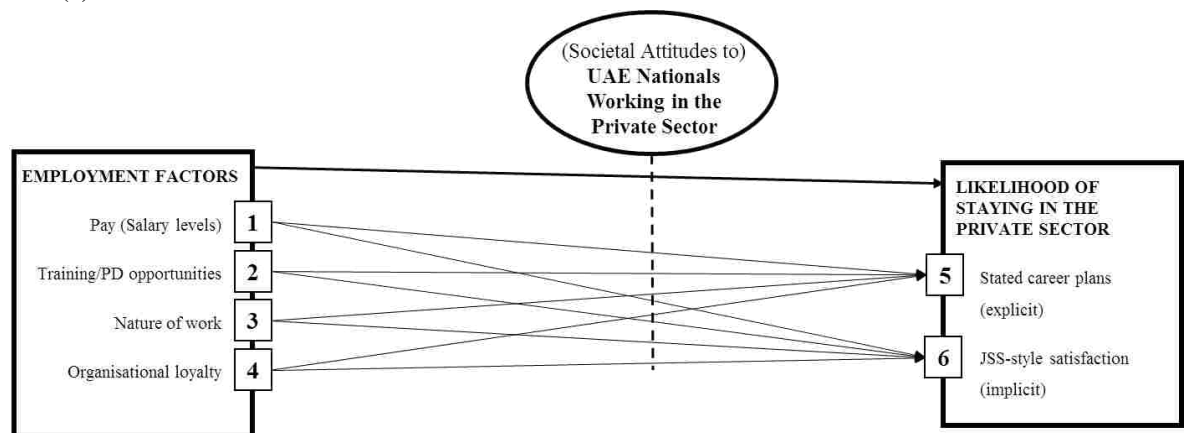 (Societal Attitudes to)
UAE Nationals
Working in the
Private Sector
EMPLOYMENT FACTORS
Pay (Salary levels)
1
Training/PD opportunities
2
Nature of work
3
Organisational loyalty
4
LIKELIHOOD OF
STAYING IN THE
PRIVATE SECTOR
5
Stated career plans
(explicit)
6
JSS-style satisfaction
(implicit)